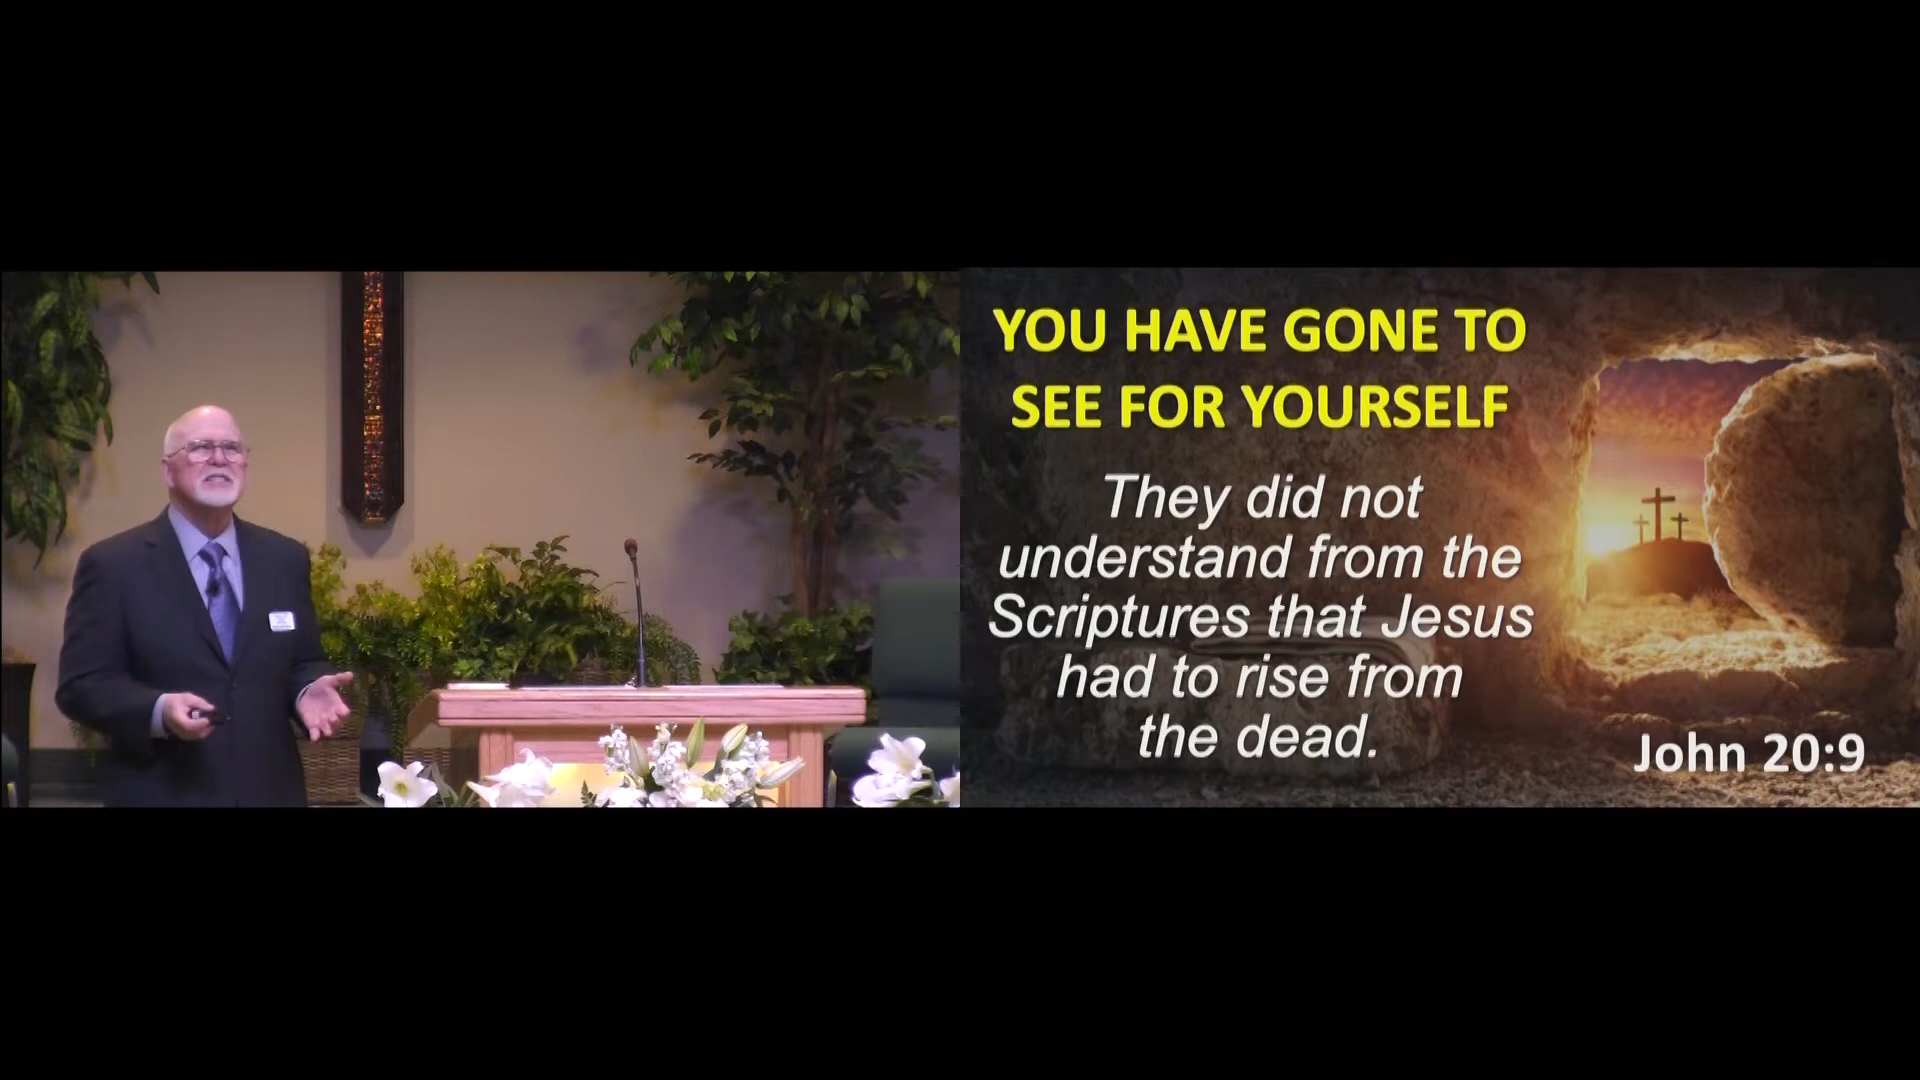 YOU HAVE GONE TO
SEE FOR YOURSELF
They did not
understand from the
Scriptures that Jesus
had to rise from
the dead.
John 20:9